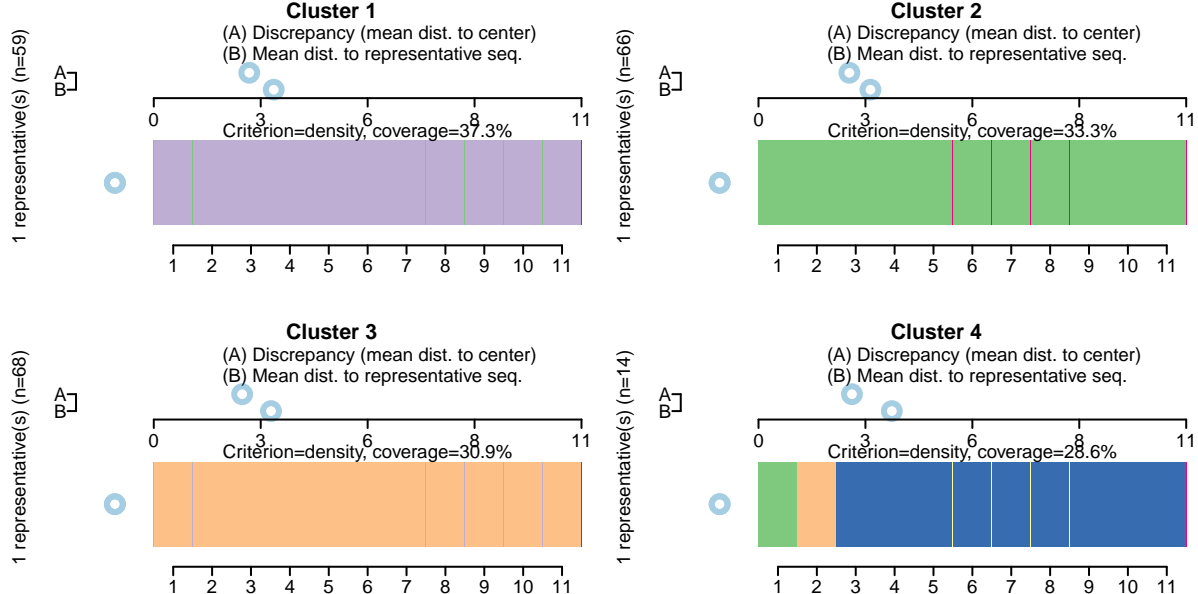 Cluster 1
(A) Discrepancy (mean dist. to center)
(B) Mean dist. to representative seq.
1 representative(s) (n=59)
A
B
0 3 6 8 11
Criterion=density, coverage=37.3%
1 2 3 4 5 6 7 8 9 10 11
Cluster 2
(A) Discrepancy (mean dist. to center)
(B) Mean dist. to representative seq.
1 representative(s) (n=66)
A
B
0 3 6 8 11
Criterion=density, coverage=33.3%
1 2 3 4 5 6 7 8 9 10 11
Cluster 3
(A) Discrepancy (mean dist. to center)
(B) Mean dist. to representative seq.
1 representative(s) (n=68)
A
B
0 3 6 8 11
Criterion=density, coverage=30.9%
1 2 3 4 5 6 7 8 9 10 11
Cluster 4
(A) Discrepancy (mean dist. to center)
(B) Mean dist. to representative seq.
1 representative(s) (n=14)
A
B
0 3 6 8 11
Criterion=density, coverage=28.6%
1 2 3 4 5 6 7 8 9 10 11